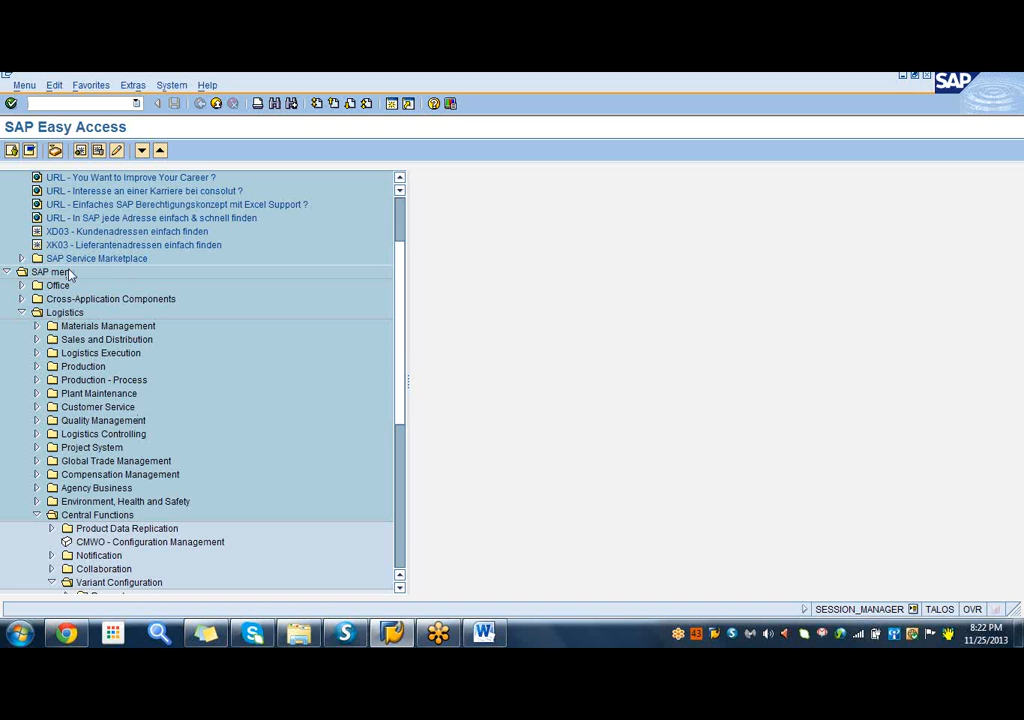 Menu Edit Favorites Extras System Help
SAP
SAP Easy Access
URL - You Want to Improve Your Career ?
URL - Interesse an einer Karriere bei consolut ?
URL - Einfaches SAP Berechtigungskonzept mit Excel Support ?
URL - In SAP jede Adresse einfach & schnell finden
XD03 - Kundenadressen einfach finden
XK03 - Lieferantenadressen einfach finden
SAP Service Marketplace
SAP men
Office
Cross-Application Components
Logistics
Materials Management
Sales and Distribution
Logistics Execution
Production
Production - Process
Plant Maintenance
Customer Service
Quality Management
Logistics Controlling
Project System
Global Trade Management
Compensation Management
Agency Business
Environment, Health and Safety
Central Functions
Product Data Replication
CMWO - Configuration Management
Notification
Collaboration
Variant Configuration
SESSION_MANAGER TALOS OVR
43
8:22 PM
11/25/2013